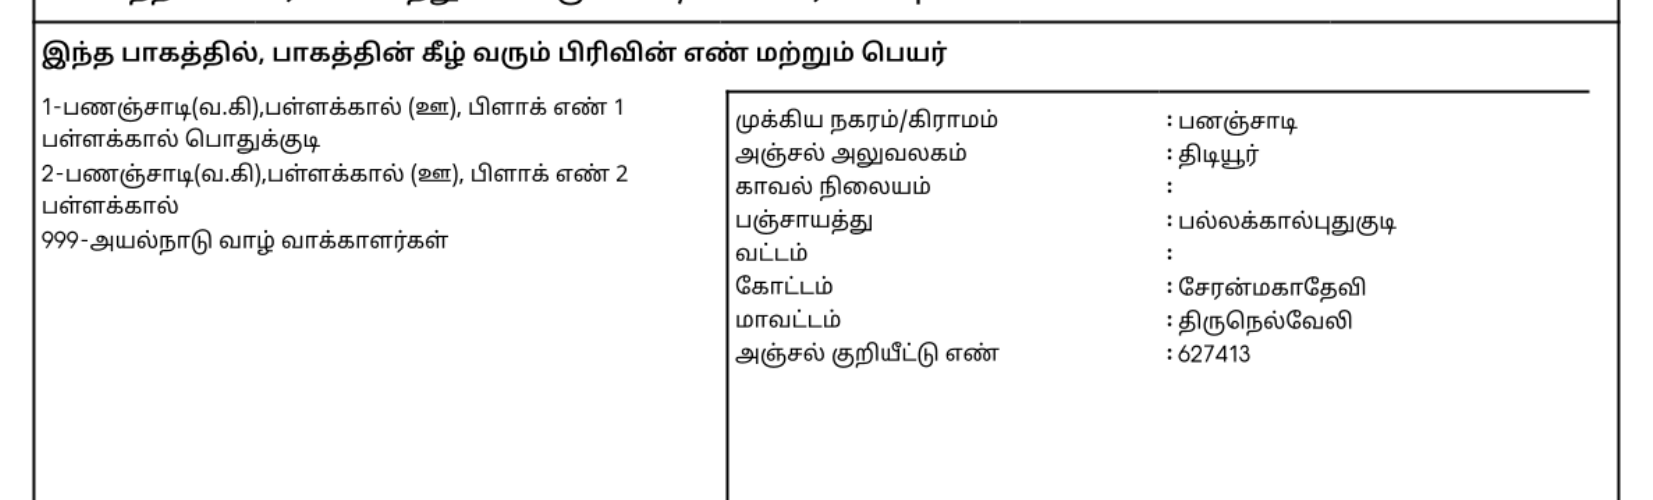 இந்த பாகத்தில், பாகத்தின் கீழ் வரும் பிரிவின் எண் மற்றும் பெயர்
1-பணஞ்சாடி(வ.கி),பள்ளக்கால் (ஊ), பிளாக் எண் 1
பள்ளக்கால் பொதுக்குடி
2-பணஞ்சாடி(வ.கி),பள்ளக்கால் (ஊ), பிளாக் எண் 2
பள்ளக்கால்
999-அயல்நாடு வாழ் வாக்காளர்கள்
முக்கிய நகரம்/கிராமம் : பனஞ்சாடி
அஞ்சல் அலுவலகம் : திடியூர்
காவல் நிலையம் :
பஞ்சாயத்து : பல்லக்கால்புதுகுடி
வட்டம் :
கோட்டம் : சேரன்மகாதேவி
மாவட்டம் : திருநெல்வேலி
அஞ்சல் குறியீட்டு எண் : 627413